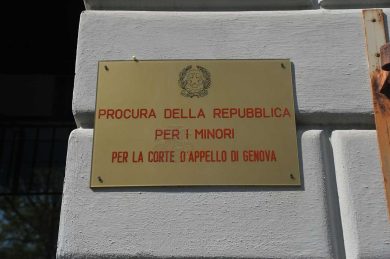 PROCURA DELLA REPUBBLICA
PER I MINORI
PER LA CORTE D'APPELLO DI GENOVA